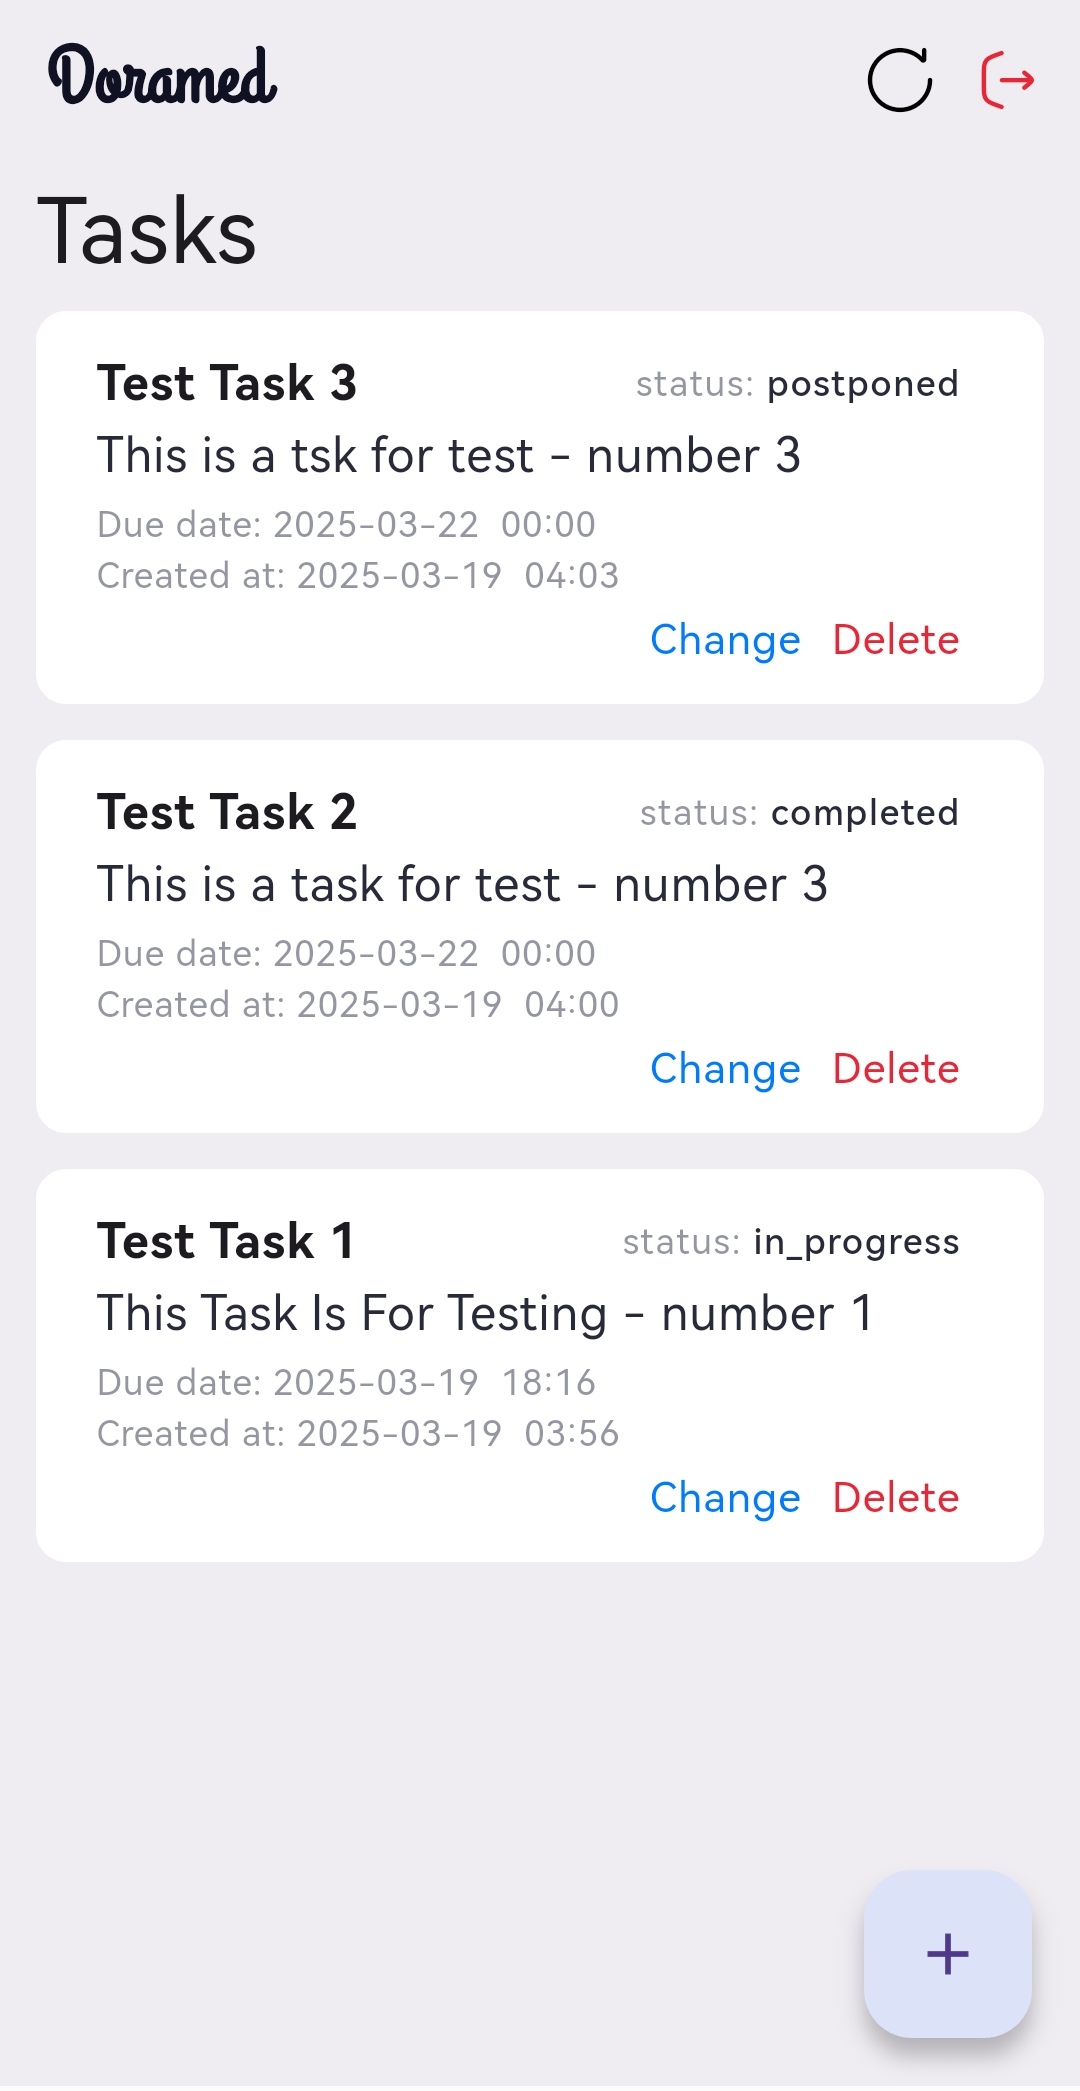 Doramed
Tasks
Test Task 3 status: postponed
This is a tsk for test - number 3
Due date: 2025-03-22 00:00
Created at: 2025-03-19 04:03
Change Delete
Test Task 2 status: completed
This is a task for test - number 3
Due date: 2025-03-22 00:00
Created at: 2025-03-19 04:00
Change Delete
Test Task 1 status: in_progress
This Task Is For Testing - number 1
Due date: 2025-03-19 18:16
Created at: 2025-03-19 03:56
Change Delete
+